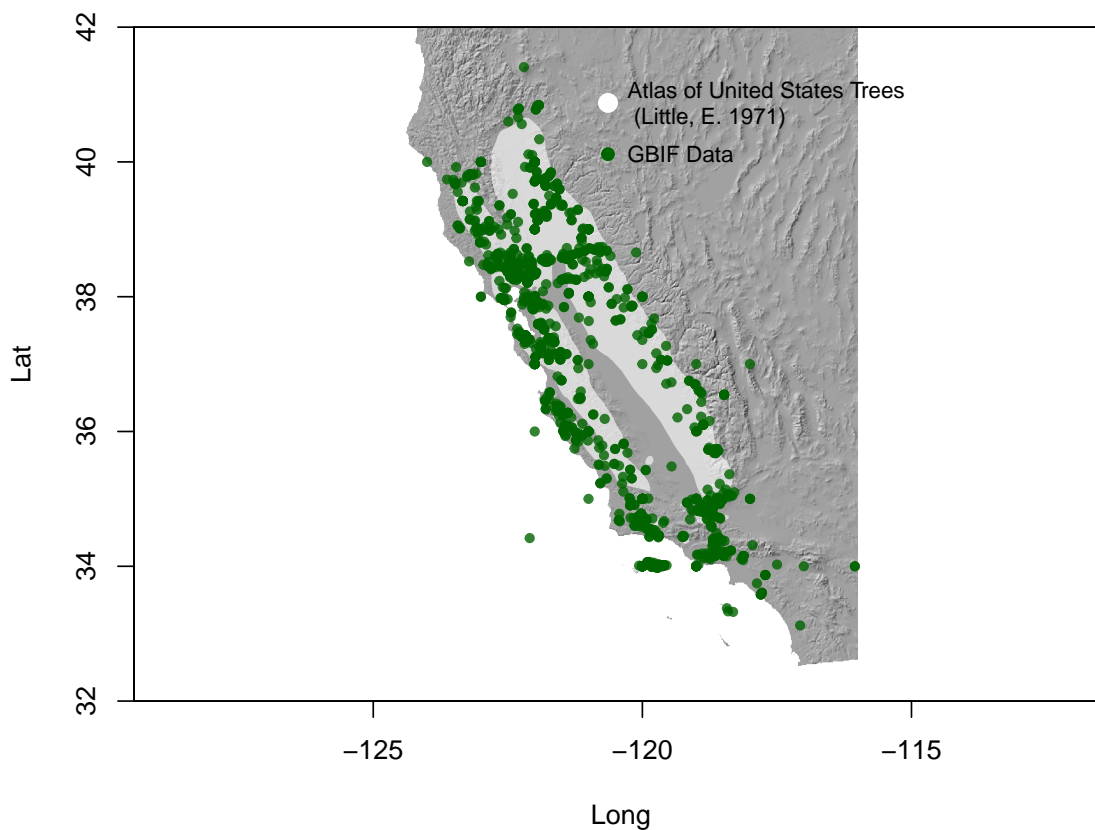 42
40
38
36
34
32
Lat
Atlas of United States Trees
(Little, E. 1971)
GBIF Data
−125
−120
−115
Long